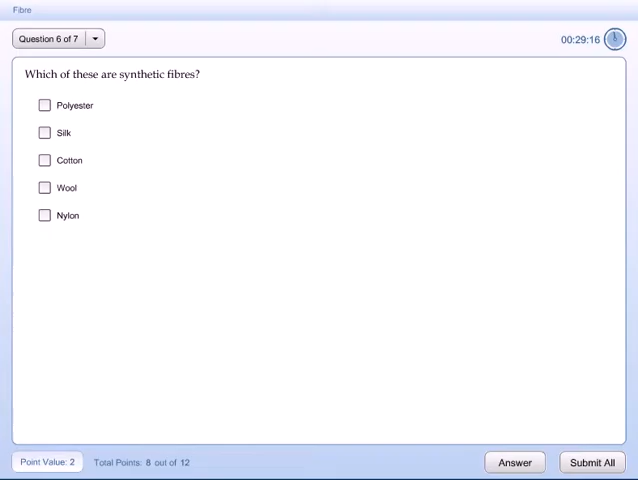 Fibre
Question 6 of 7
00:29:16
Which of these are synthetic fibres?
Polyester
Silk
Cotton
Wool
Nylon
Point Value: 2
Total Points: 8 out of 12
Answer
Submit All